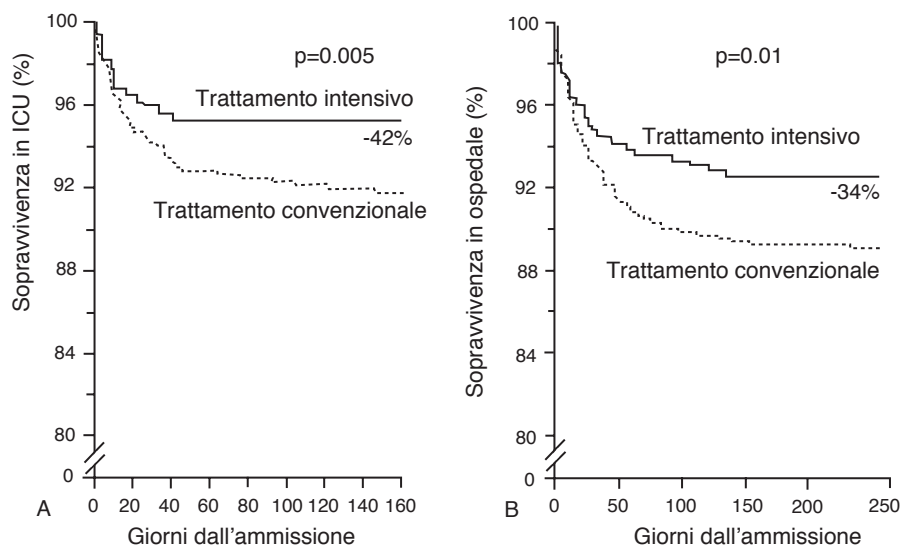 Sopravvivenza in ICU (%)
100
96
92
88
84
80
0
p=0.005
Trattamento intensivo
-42%
Trattamento convenzionale
0 20 40 60 80 100 120 140 160
A
Giorni dall'ammissione
Sopravvivenza in ospedale (%)
100
96
92
88
84
80
0
p=0.01
Trattamento intensivo
-34%
Trattamento convenzionale
0 50 100 150 200 250
B
Giorni dall'ammissione